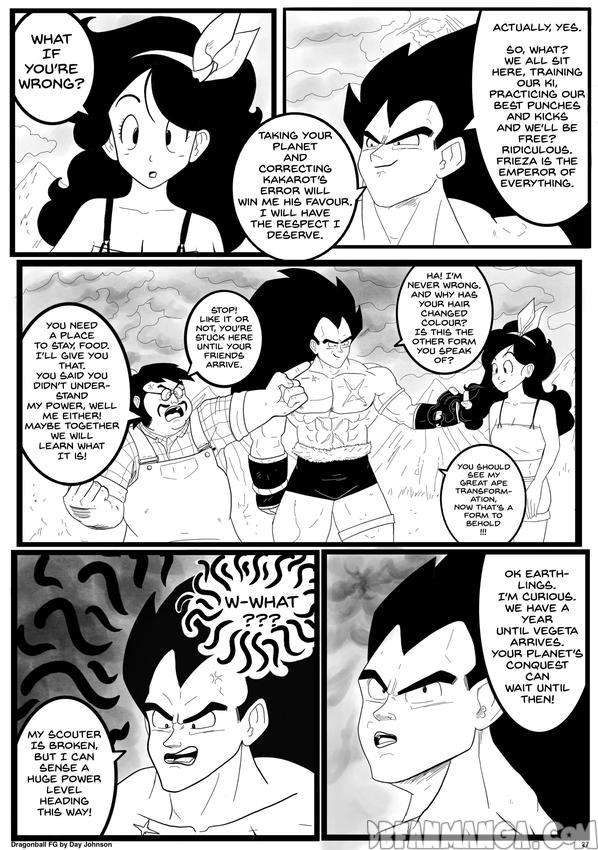 WHAT
IF
YOU'RE
WRONG?
ACTUALLY, YES.
SO, WHAT?
WE ALL SIT
HERE, TRAINING
OUR KI,
PRACTICING OUR
BEST PUNCHES
AND KICKS
AND WE'LL BE
FREE?
RIDICULOUS.
FRIEZA IS THE
EMPEROR OF
EVERYTHING.
TAKING YOUR
PLANET
AND
CORRECTING
KAKAROT'S
ERROR WILL
WIN ME HIS FAVOUR.
I WILL HAVE
THE RESPECT I
DESERVE.
YOU NEED
A PLACE
TO STAY, FOOD.
I'LL GIVE YOU
THAT.
YOU SAID YOU
DIDN'T UNDER-
STAND
MY POWER, WELL
ME EITHER!
MAYBE TOGETHER
WE WILL
LEARN WHAT
IT IS!
STOP!
LIKE IT OR
NOT, YOU'RE
STUCK HERE
UNTIL YOUR
FRIENDS
ARRIVE.
HA! I'M
NEVER WRONG.
AND WHY HAS
YOUR HAIR
CHANGED
COLOUR?
IS THIS THE
OTHER FORM
YOU SPEAK
OF?
YOU SHOULD
SEE MY
GREAT APE
TRANSFORM-
ATION,
NOW THAT'S A
FORM TO
BEHOLD
!!!
W-WHAT
???
MY SCOUTER
IS BROKEN,
BUT I CAN
SENSE A
HUGE POWER
LEVEL
HEADING
THIS WAY!
OK EARTH-
LINGS.
I'M CURIOUS.
WE HAVE A
YEAR
UNTIL VEGETA
ARRIVES.
YOUR PLANET'S
CONQUEST
CAN
WAIT UNTIL
THEN!
Dragonball FG by Day Johnson
27
DBFANMANGA.COM